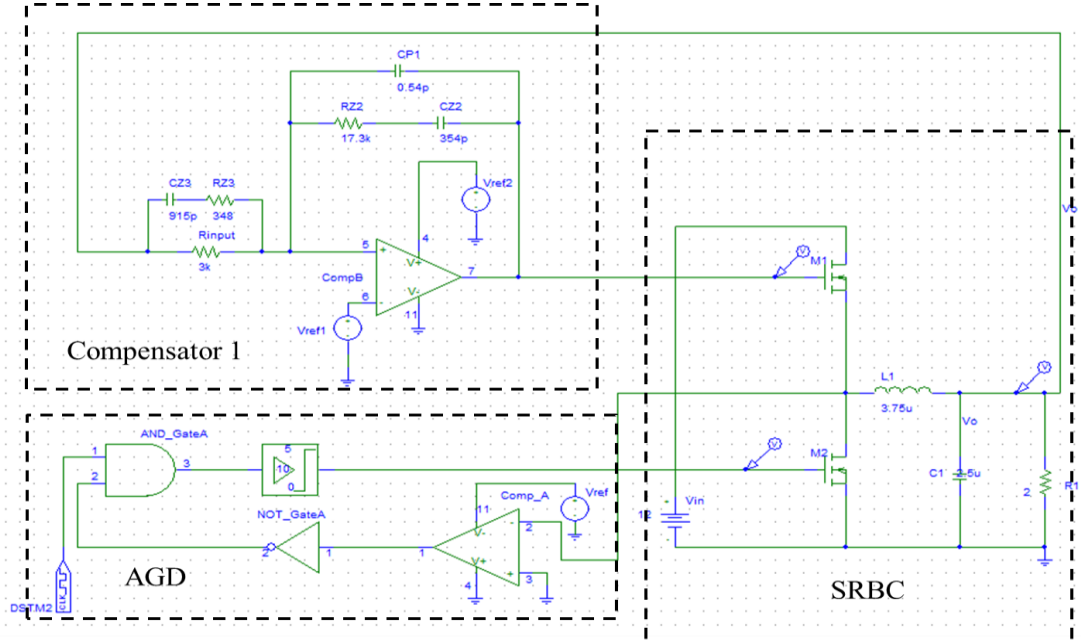 CP1
0.54p
RZ2 CZ2
17.3k 354p
CZ3 RZ3
915p 348
Rinput
3k
Vref2
5 + 4
V+
CompB 7
V-
6 -
11
Vref1
Compensator 1
Vo
V
M1
L1
3.75u
V
Vo
C1 2.5u
2 R1
M2
V
Vin
12
SRBC
AND_GateA
1
2
3
5
10
0
NOT_GateA
2 1
Comp_A
Vref
11
V-
- 2
1
V+
+ 3
4
AGD
DSTM2
CLK